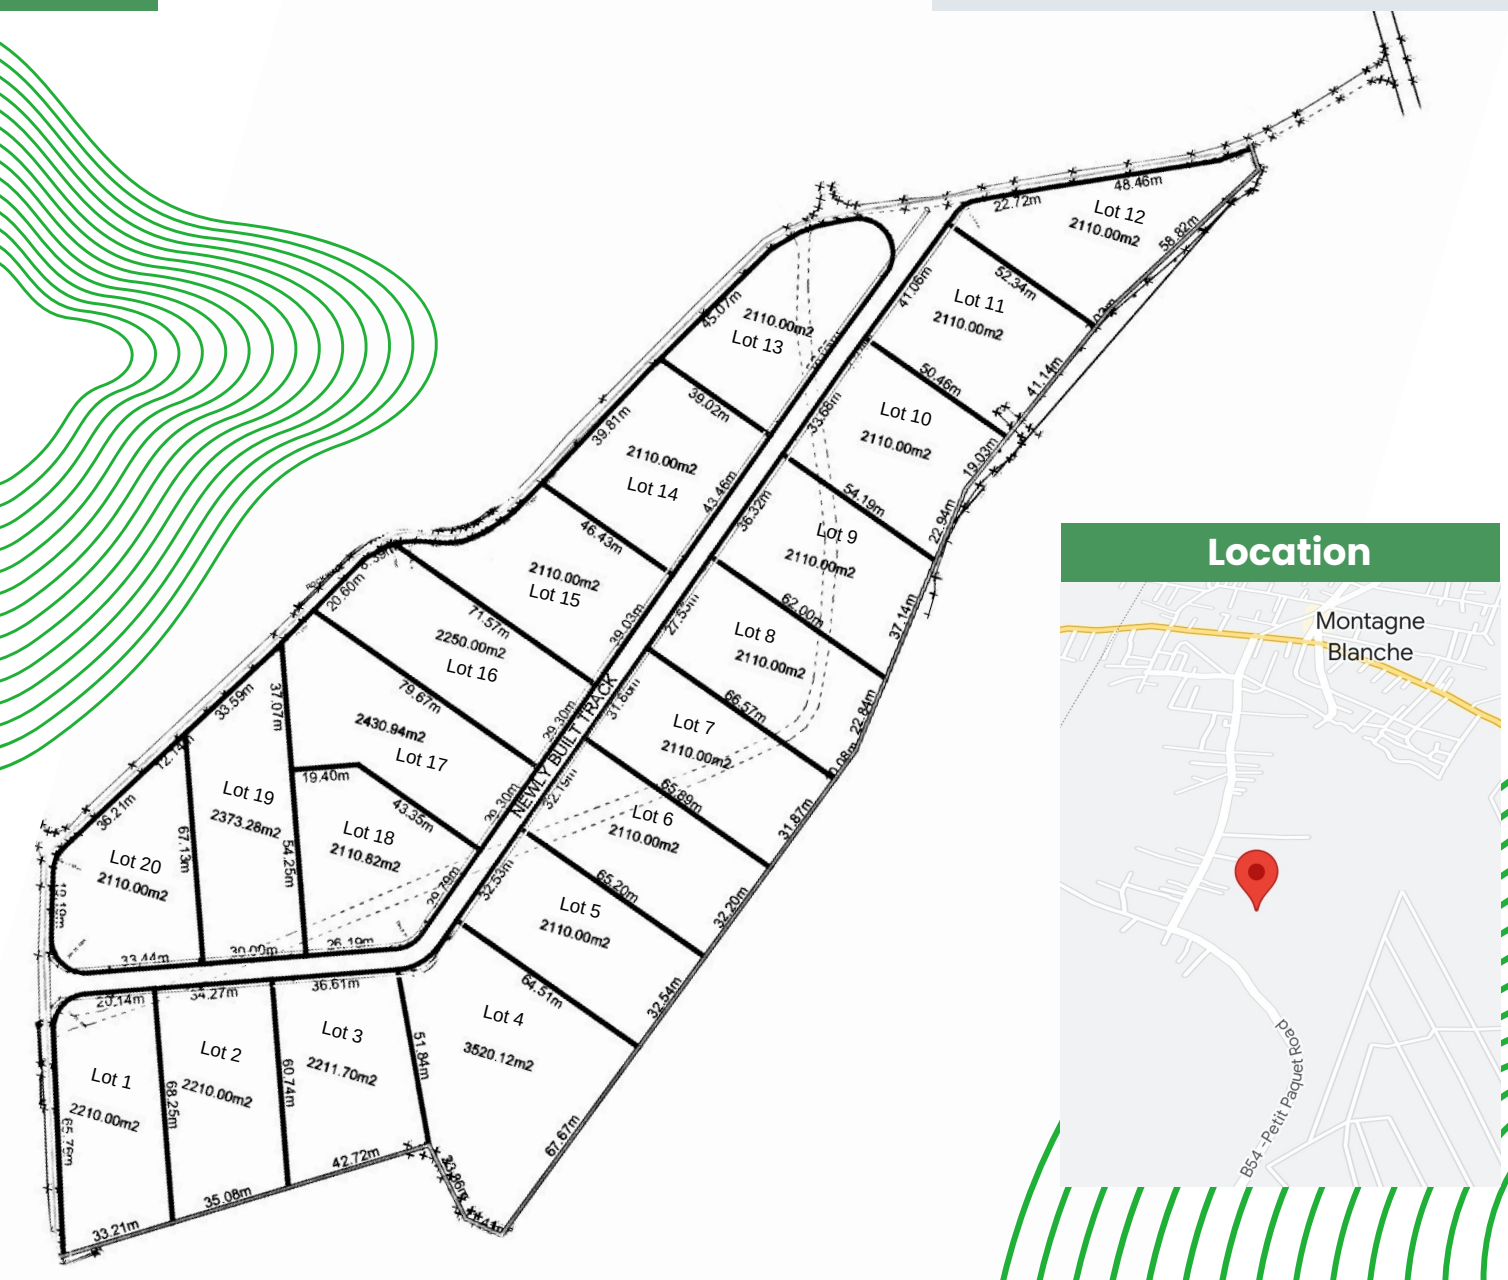 48.46m
22.72m
Lot 12
2110.00m2
58.82m
52.34m
41.06m
Lot 11
2110.00m2
45.07m
2110.00m2
Lot 13
50.46m
41.14m
39.02m
33.68m
Lot 10
2110.00m2
19.03m
39.81m
2110.00m2
Lot 14
43.46m
36.32m
54.19m
22.94m
Lot 9
2110.00m2
46.43m
2110.00m2
Lot 15
39.03m
62.00m
37.14m
20.60m
71.57m
2250.00m2
Lot 16
Lot 8
2110.00m2
33.59m
37.07m
79.67m
66.57m
22.84m
2430.94m2
Lot 17
NEWLY BUILT TRACK
Lot 7
2110.00m2
19.40m
43.35m
65.89m
31.87m
36.21m
Lot 19
2373.28m2
67.13m
54.25m
Lot 18
2110.82m2
Lot 6
2110.00m2
Lot 20
2110.00m2
29.79m
32.53m
65.20m
32.20m
Lot 5
2110.00m2
33.44m
30.00m
26.19m
20.14m
34.27m
36.61m
64.51m
32.54m
Lot 1
2210.00m2
65.76m
68.25m
Lot 2
2210.00m2
60.74m
Lot 3
2211.70m2
51.84m
Lot 4
3520.12m2
67.67m
33.21m
35.08m
42.72m
Location
Montagne
Blanche
B54 -Petit Paquet Road